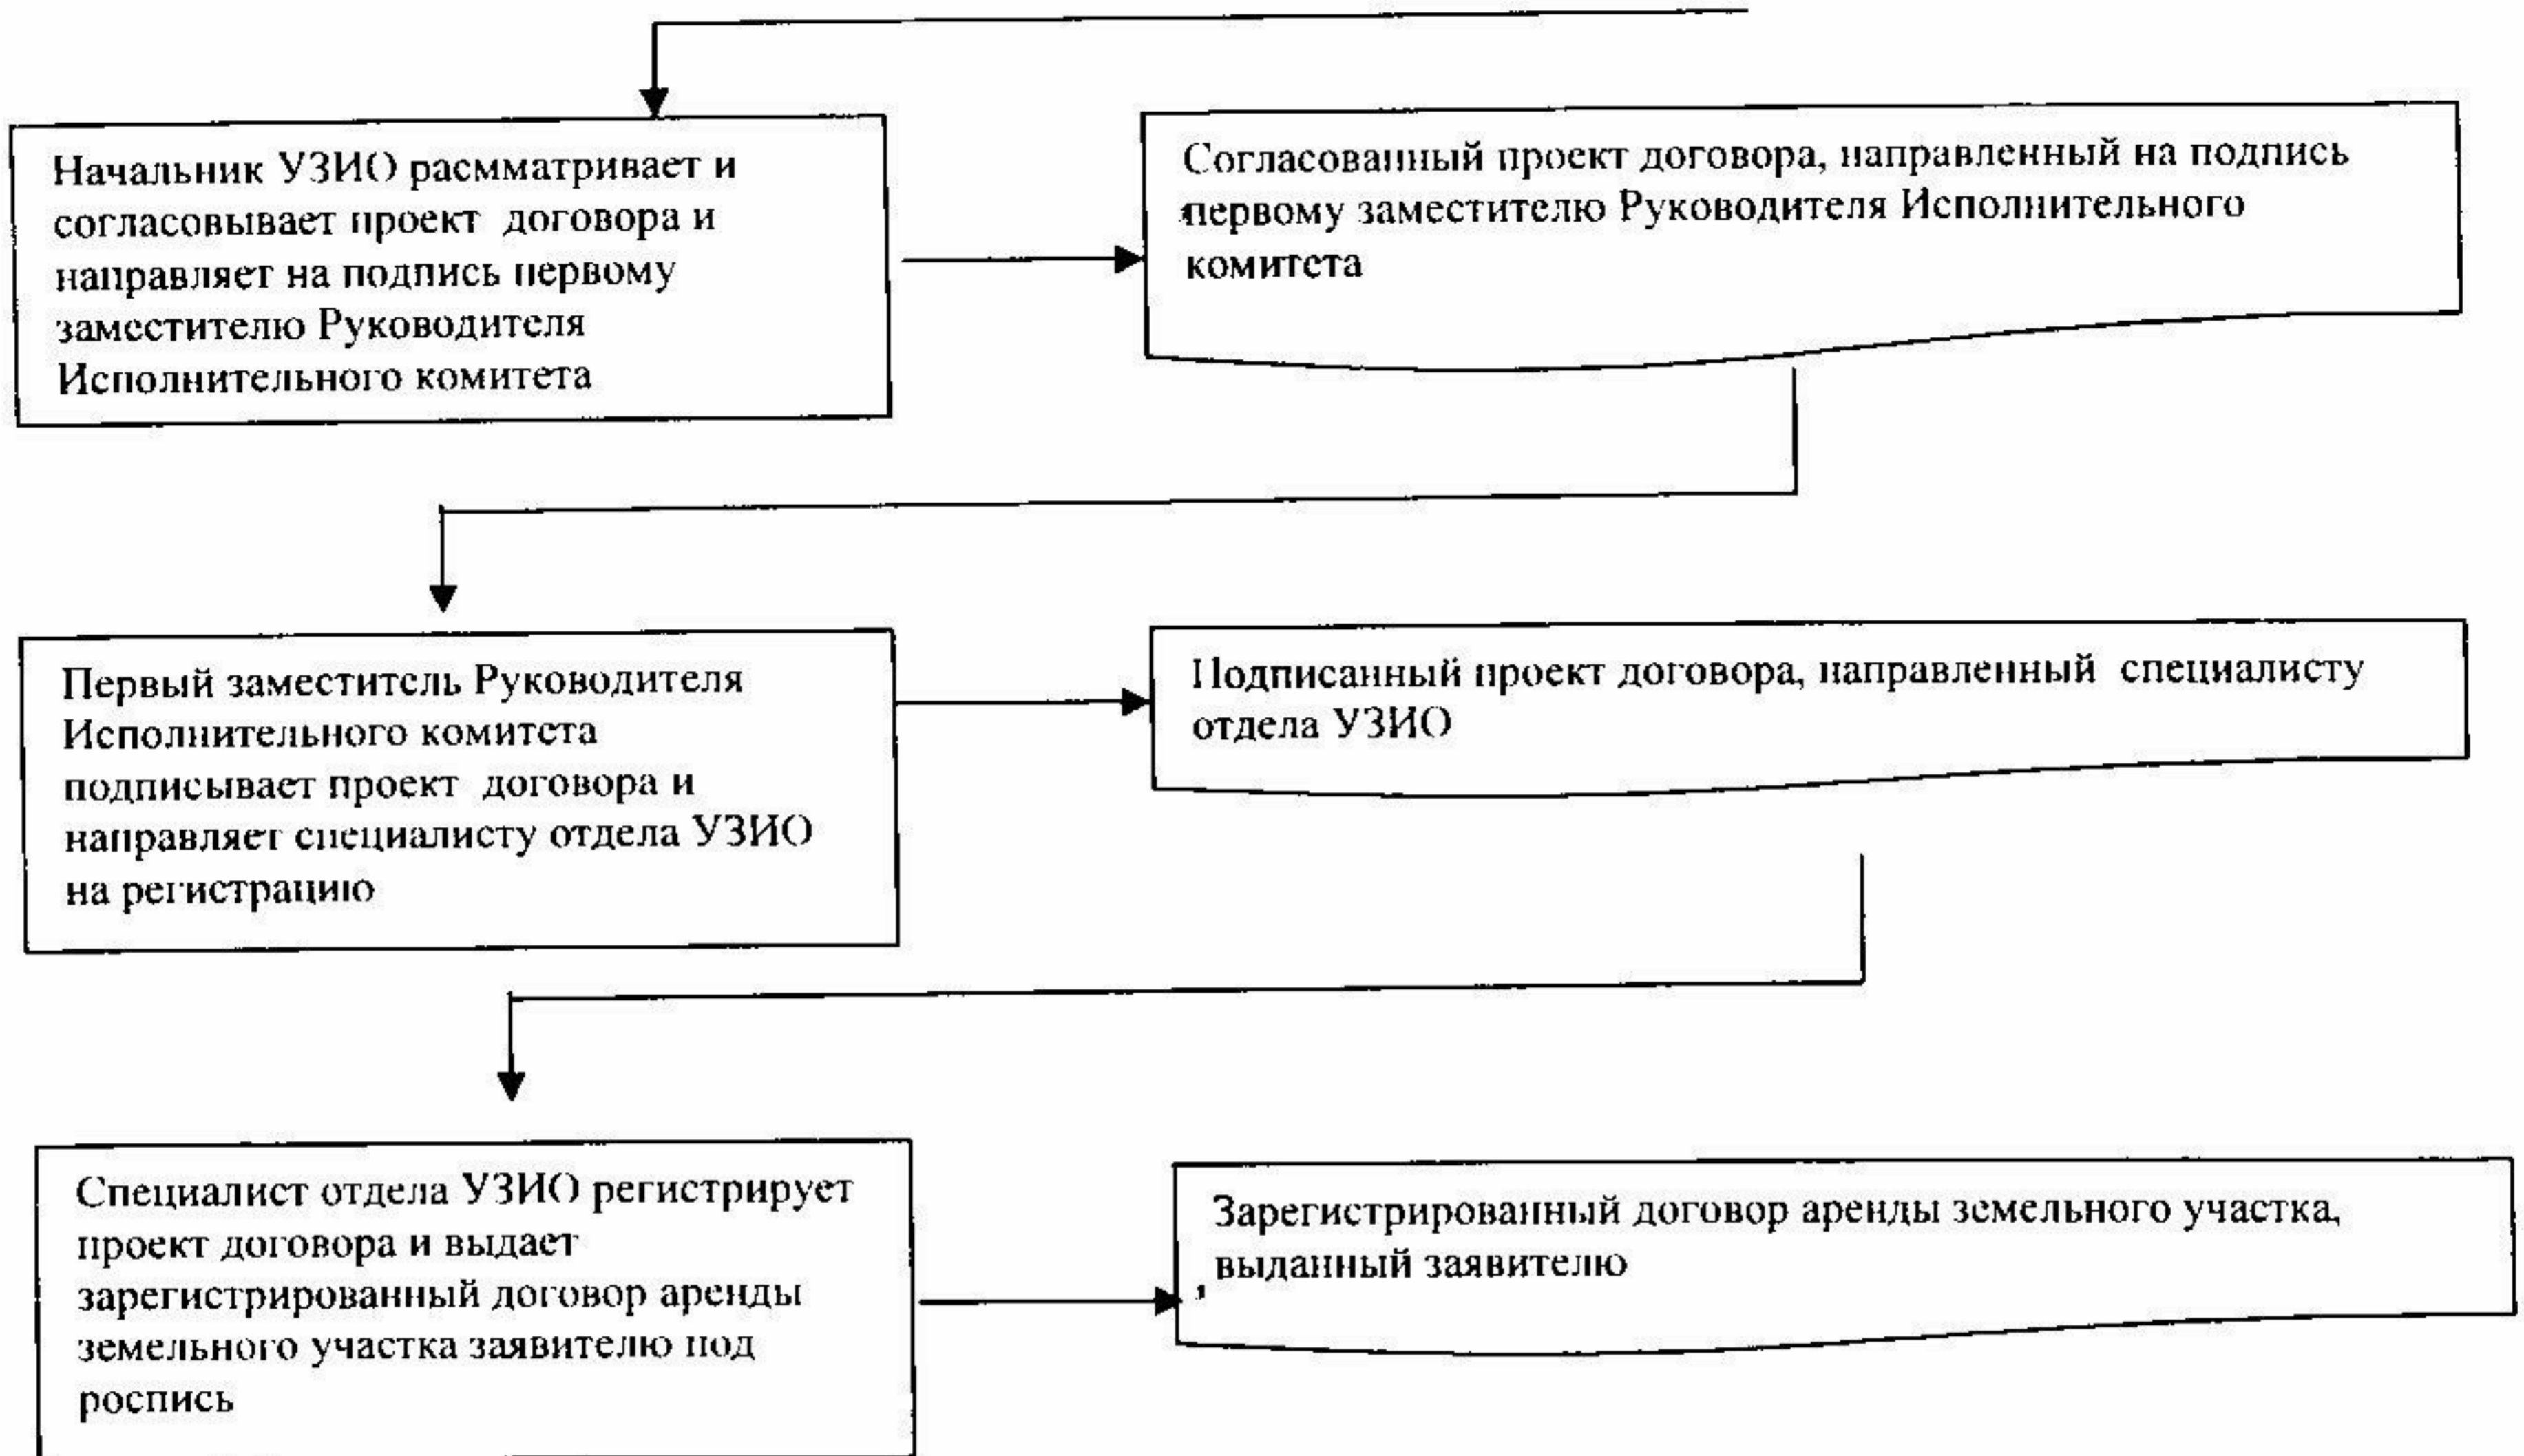 Начальник УЗИО расмматривает и
согласовывает проект договора и
направляет на подпись первому
заместителю Руководителя
Исполнительного комитета
Согласованный проект договора, направленный на подпись
первому заместителю Руководителя Исполнительного
комитета
Первый заместитель Руководителя
Исполнительного комитета
подписывает проект договора и
направляет специалисту отдела УЗИО
на регистрацию
Подписанный проект договора, направленный специалисту
отдела УЗИО
Специалист отдела УЗИО регистрирует
проект договора и выдает
зарегистрированный договор аренды
земельного участка заявителю под
роспись
Зарегистрированный договор аренды земельного участка,
выданный заявителю